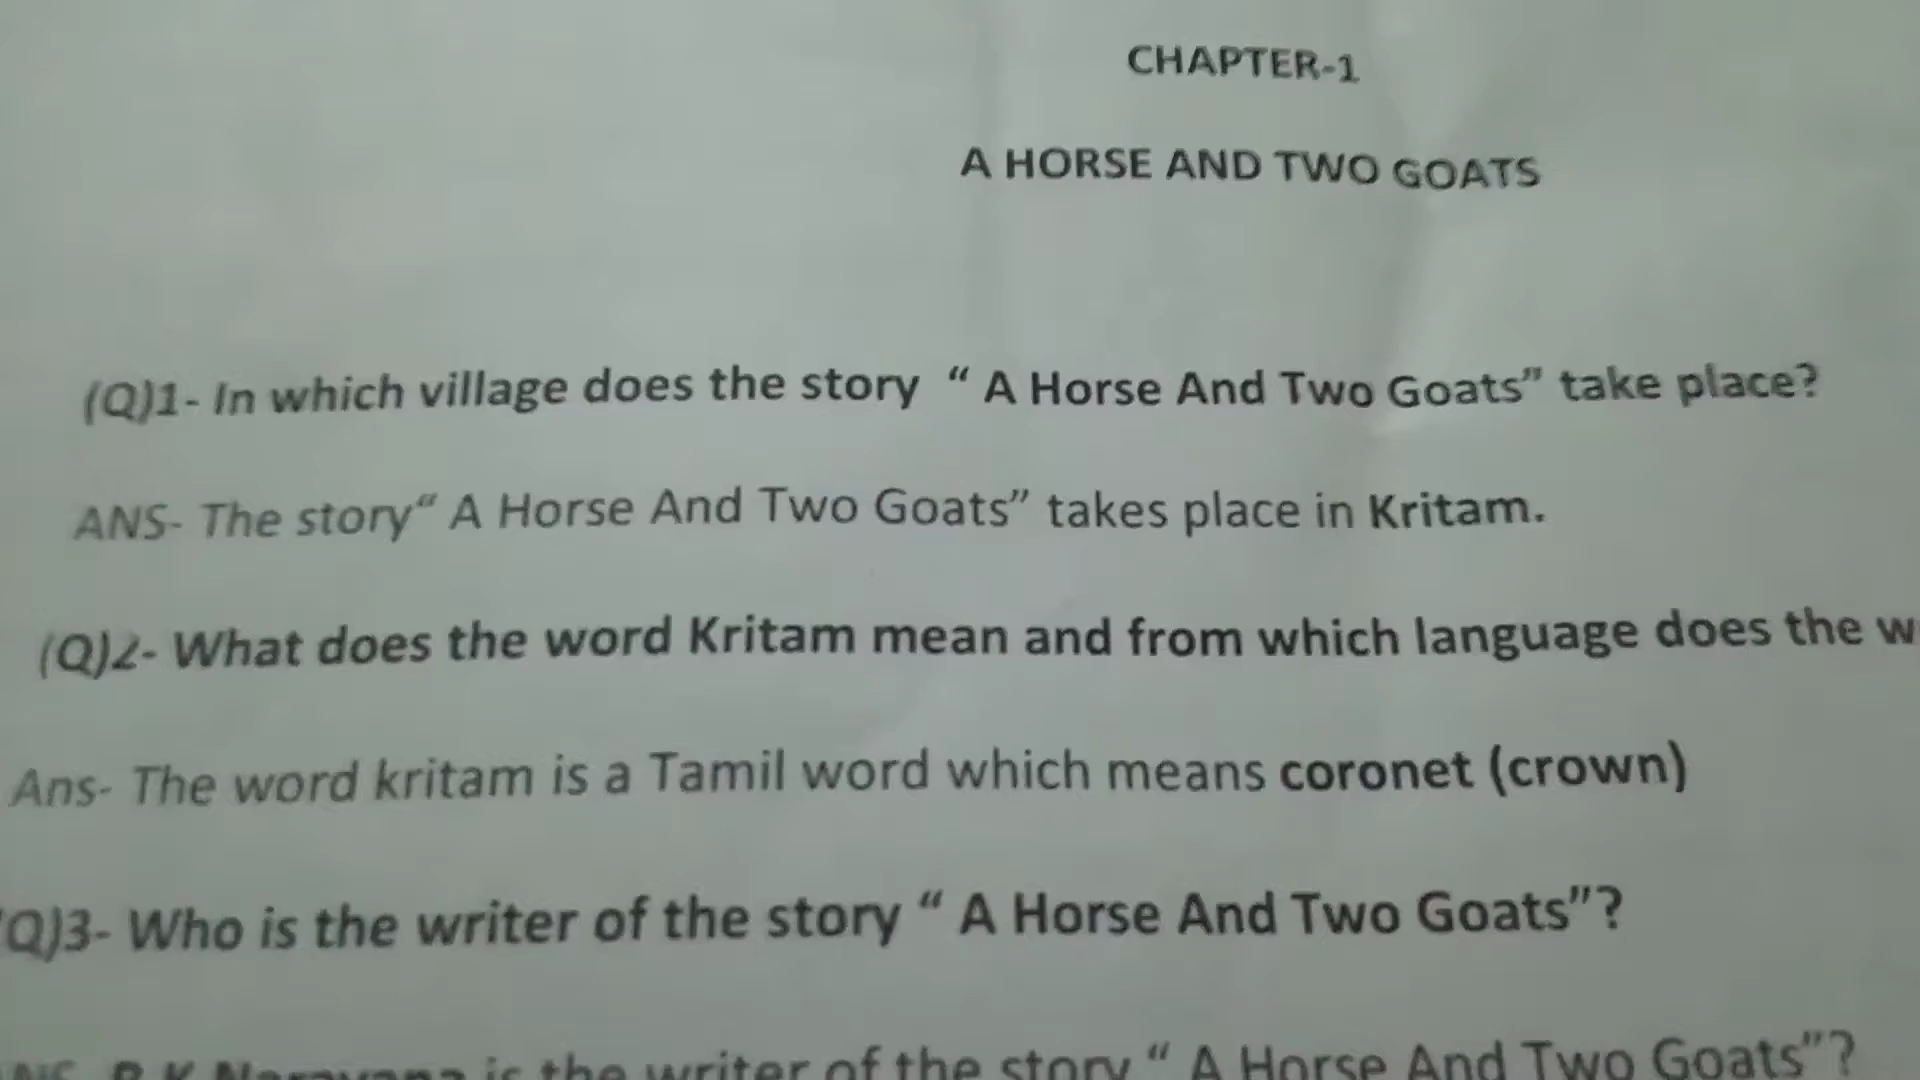 CHAPTER-1
A HORSE AND TWO GOATS
(Q)1- In which village does the story “ A Horse And Two Goats” take place?
ANS- The story“ A Horse And Two Goats” takes place in Kritam.
(Q)2- What does the word Kritam mean and from which language does the
Ans- The word kritam is a Tamil word which means coronet (crown)
Q)3- Who is the writer of the story “ A Horse And Two Goats”?
is the writer of the story “ A Horse And Two Goats”?